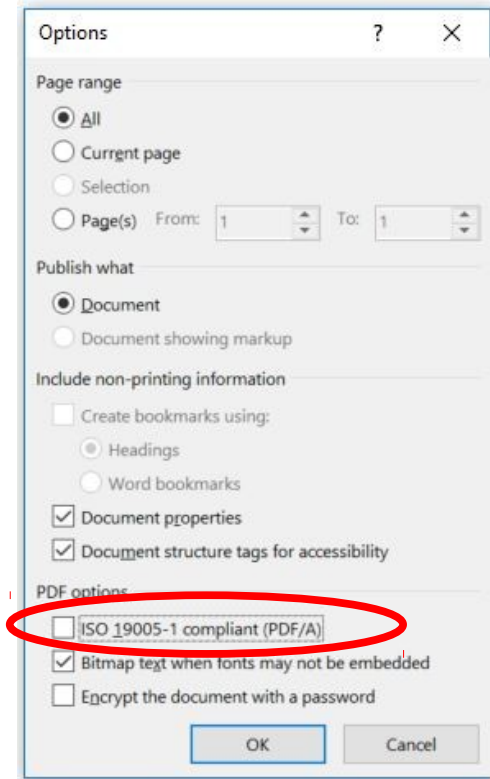 Options ?
Page range
All
Current page
Selection
Page(s) From: 1 To: 1
Publish what
Document
Document showing markup
Include non-printing information
Create bookmarks using:
Headings
Word bookmarks
Document properties
Document structure tags for accessibility
PDF options
ISO 19005-1 compliant (PDF/A)
Bitmap text when fonts may not be embedded
Encrypt the document with a password
OK Cancel